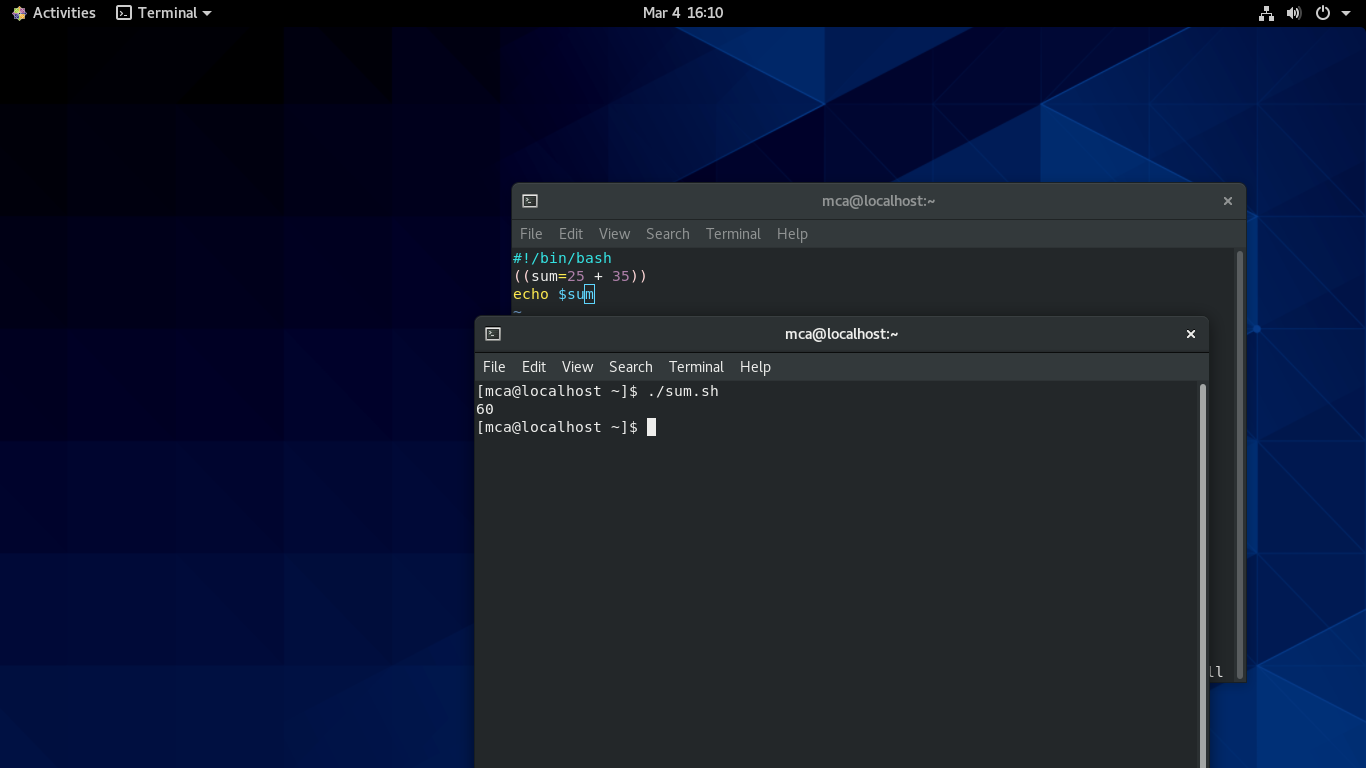 Activities Terminal Mar 4 16:10
mca@localhost:~
File Edit View Search Terminal Help
#!/bin/bash
((sum=25 + 35))
echo $sum
~
mca@localhost:~
File Edit View Search Terminal Help
[mca@localhost ~]$ ./sum.sh
60
[mca@localhost ~]$